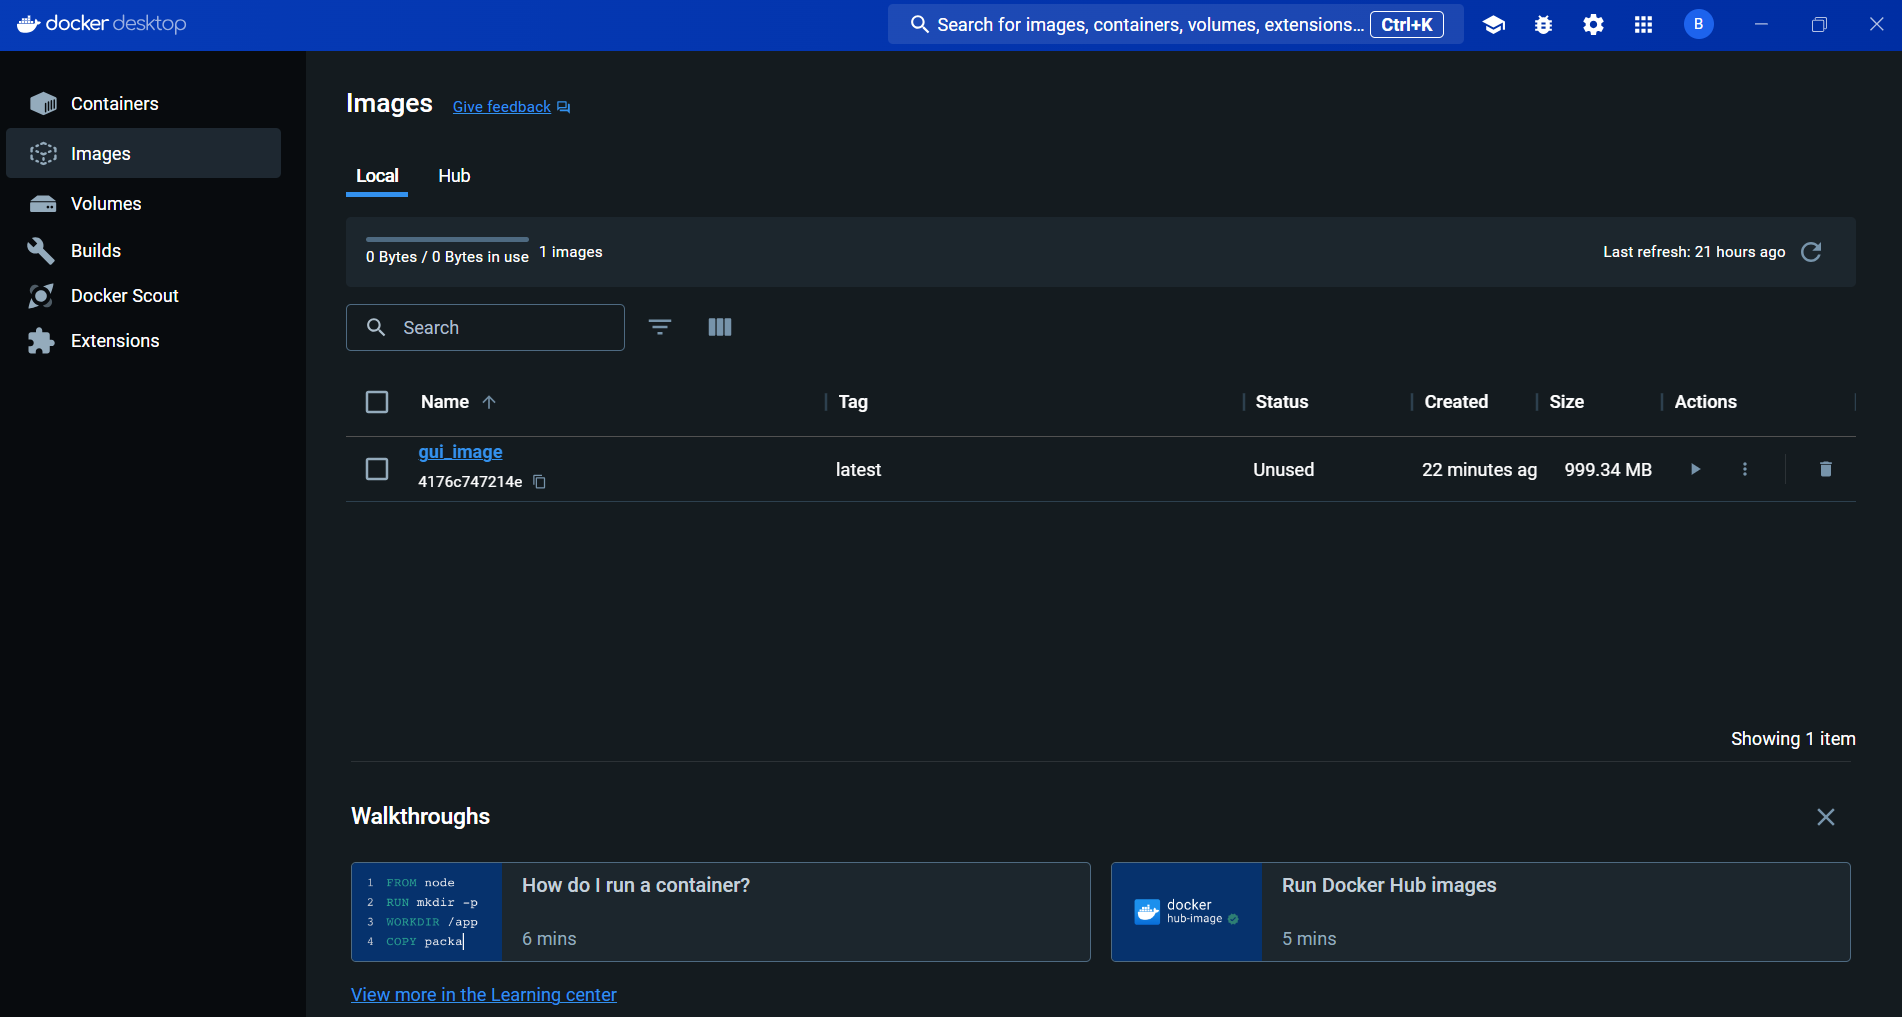 docker desktop
Search for images, containers, volumes, extensions... Ctrl+K
B
Containers
Images
Volumes
Builds
Docker Scout
Extensions
Images Give feedback
Local Hub
0 Bytes / 0 Bytes in use 1 images
Last refresh: 21 hours ago
Search
Name Tag Status Created Size Actions
gui_image
4176c747214e
latest Unused 22 minutes ag 999.34 MB
Showing 1 item
Walkthroughs
1 FROM node
2 RUN mkdir -p
3 WORKDIR /app
4 COPY packa
How do I run a container?
6 mins
docker
hub-image
Run Docker Hub images
5 mins
View more in the Learning center